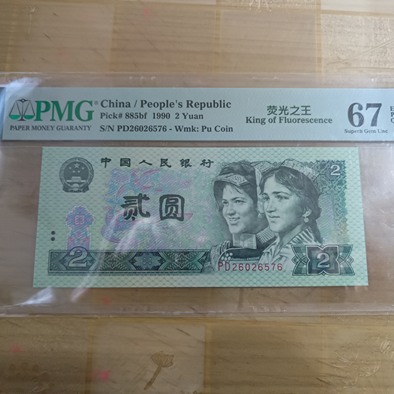 PMG
PAPER MONEY GUARANTY
China / People's Republic
Pick# 885bf 1990 2 Yuan
S/N PD26026576 - Wmk: Pu Coin
荧光之王
King of Fluorescence
67
Superb Gem Unc
中国人民银行
2
贰圆
PD26026576
2
2